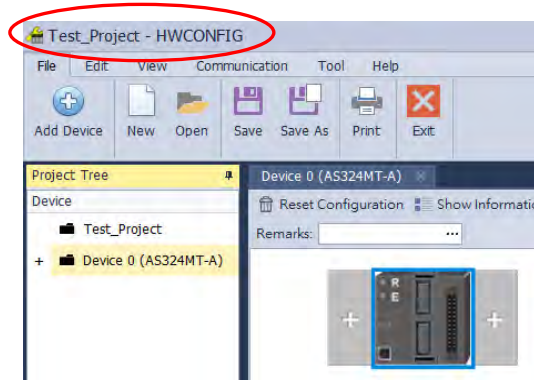 Test_Project - HWCONFIG
File Edit View Communication Tool Help
Add Device New Open Save Save As Print Exit
Project Tree
Device 0 (AS324MT-A)
Device
Reset Configuration Show Informatio
Test_Project
Remarks: ...
+ Device 0 (AS324MT-A)
R
E
+ +